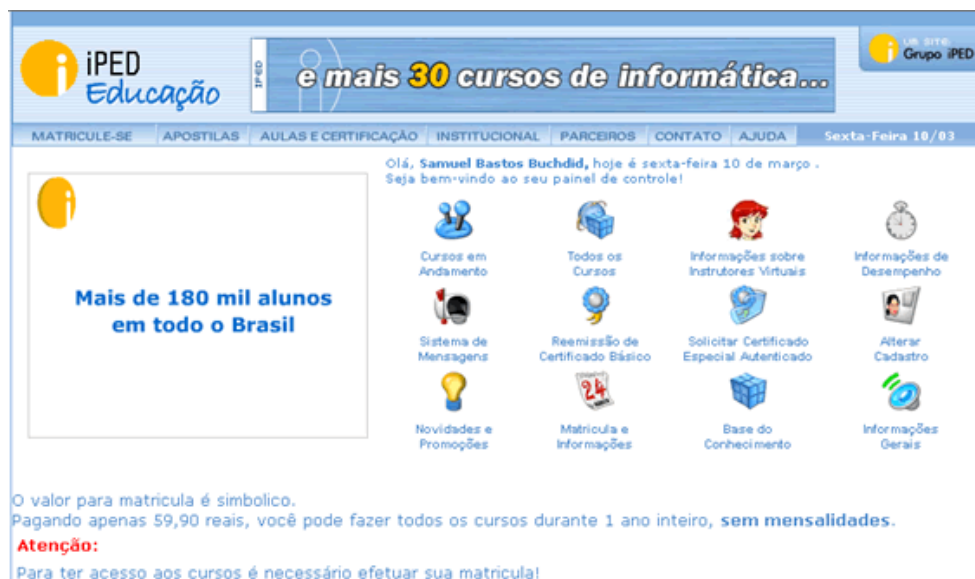 iPED
Educação
IPED
e mais 30 cursos de informática...
UM SITE:
Grupo iPED
MATRICULE-SE APOSTILAS AULAS E CERTIFICAÇÃO INSTITUCIONAL PARCEIROS CONTATO AJUDA Sexta-Feira 10/03
Olá, Samuel Bastos Buchdid, hoje é sexta-feira 10 de março .
Seja bem-vindo ao seu painel de controle!
Mais de 180 mil alunos
em todo o Brasil
Cursos em
Andamento
Todos os
Cursos
Informações sobre
Instrutores Virtuais
Informações de
Desempenho
Sistema de
Mensagens
Reemissão de
Certificado Básico
Solicitar Certificado
Especial Autenticado
Alterar
Cadastro
24
Novidades e
Promoções
Matricula e
Informações
Base do
Conhecimento
Informações
Gerais
O valor para matricula é simbolico.
Pagando apenas 59,90 reais, você pode fazer todos os cursos durante 1 ano inteiro, sem mensalidades.
Atenção:
Para ter acesso aos cursos é necessário efetuar sua matricula!